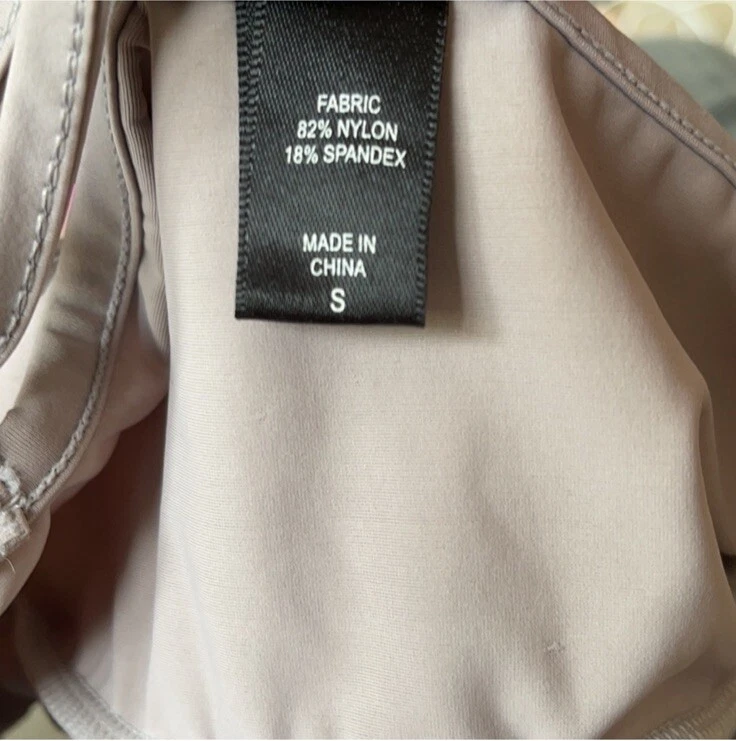 FABRIC
82% NYLON
18% SPANDEX
MADE IN
CHINA
S